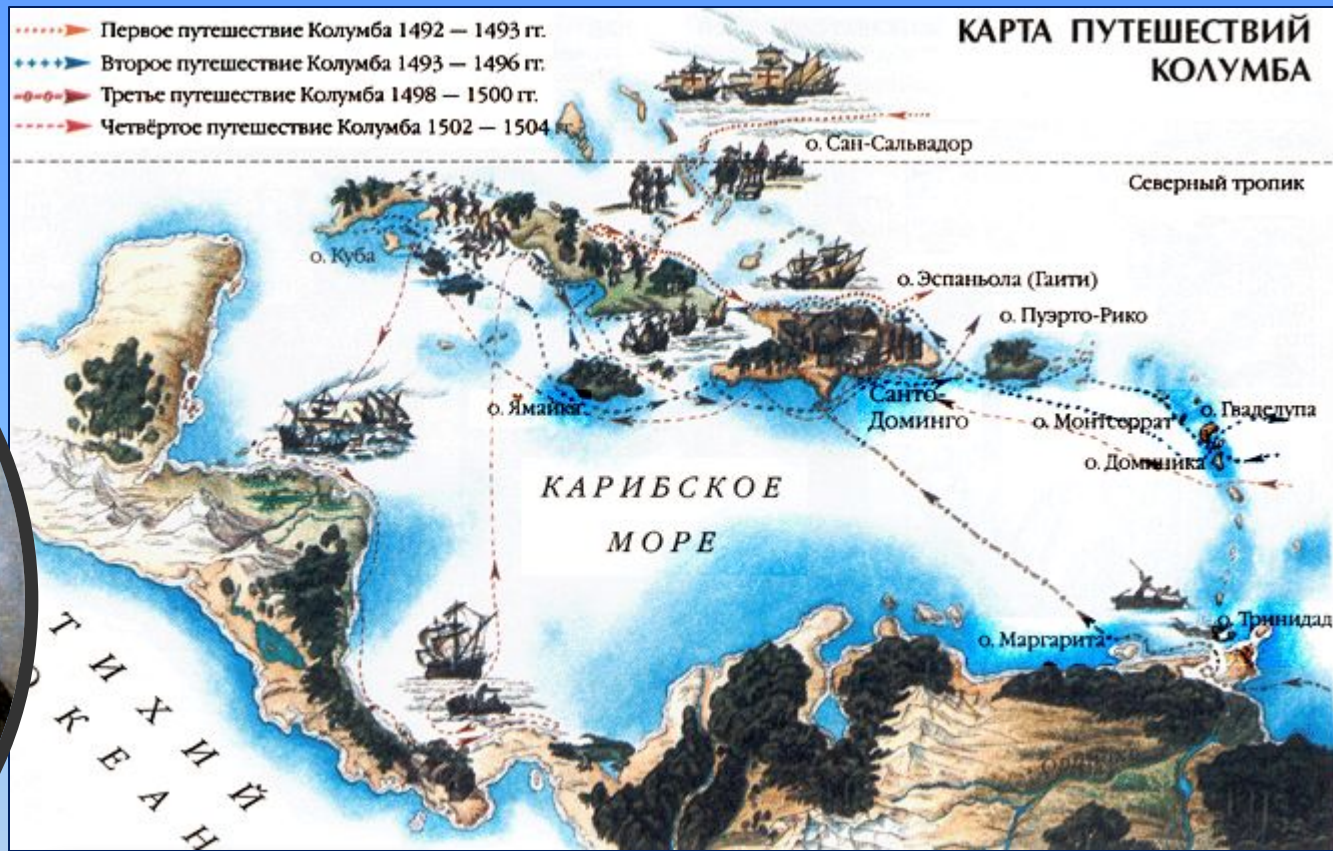 КАРТА ПУТЕШЕСТВИЙ
КОЛУМБА
Первое путешествие Колумба 1492 — 1493 гг.
Второе путешествие Колумба 1493 — 1496 гг.
Третье путешествие Колумба 1498 — 1500 гг.
Четвёртое путешествие Колумба 1502 — 1504 гг.
о. Сан-Сальвадор
Северный тропик
о. Куба
о. Эспаньола (Гаити)
о. Пуэрто-Рико
о. Ямайка
Санто-
Доминго
о. Гваделупа
о. Монтсеррат
о. Доминика
КАРИБСКОЕ
МОРЕ
о. Тринидад
о. Маргарита
ТИХИЙ
ОКЕАН